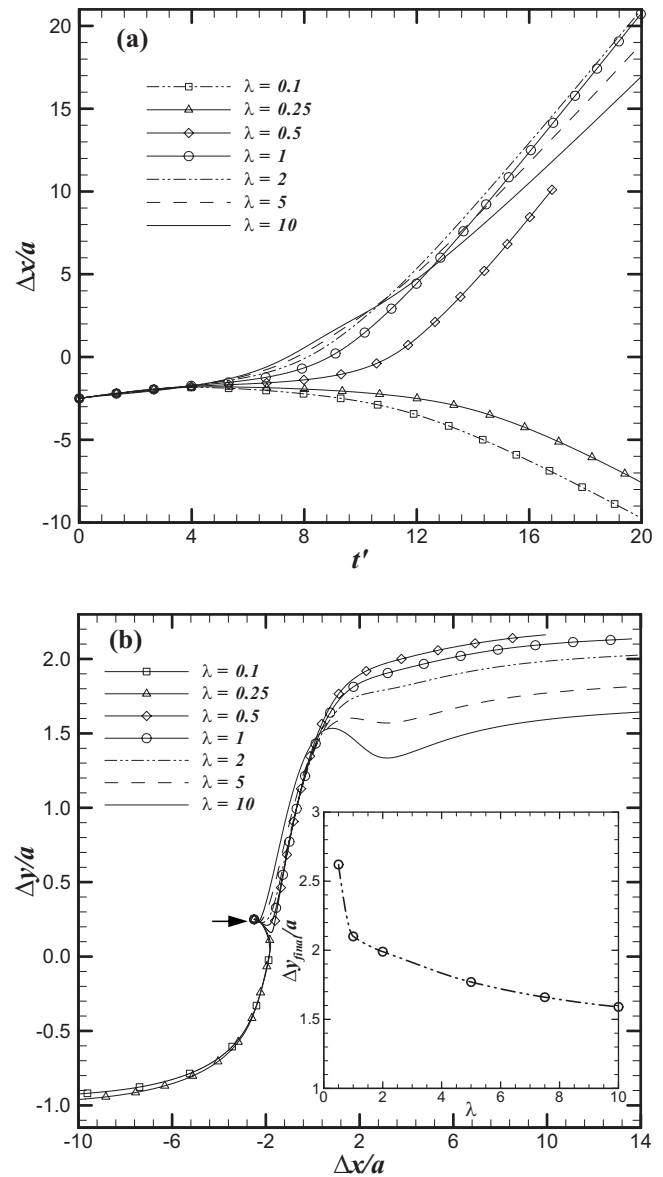 (a)
λ = 0.1
λ = 0.25
λ = 0.5
λ = 1
λ = 2
λ = 5
λ = 10
20
15
10
5
0
-5
-10
Δx/a
0 4 8 12 16 20
t'
(b)
λ = 0.1
λ = 0.25
λ = 0.5
λ = 1
λ = 2
λ = 5
λ = 10
2.0
1.5
1.0
0.5
0.0
-0.5
-1.0
Δy/a
3
2.5
2
1.5
1
Δy_final/a
0 2 4 6 8 10
λ
-10 -6 -2 2 6 10 14
Δx/a